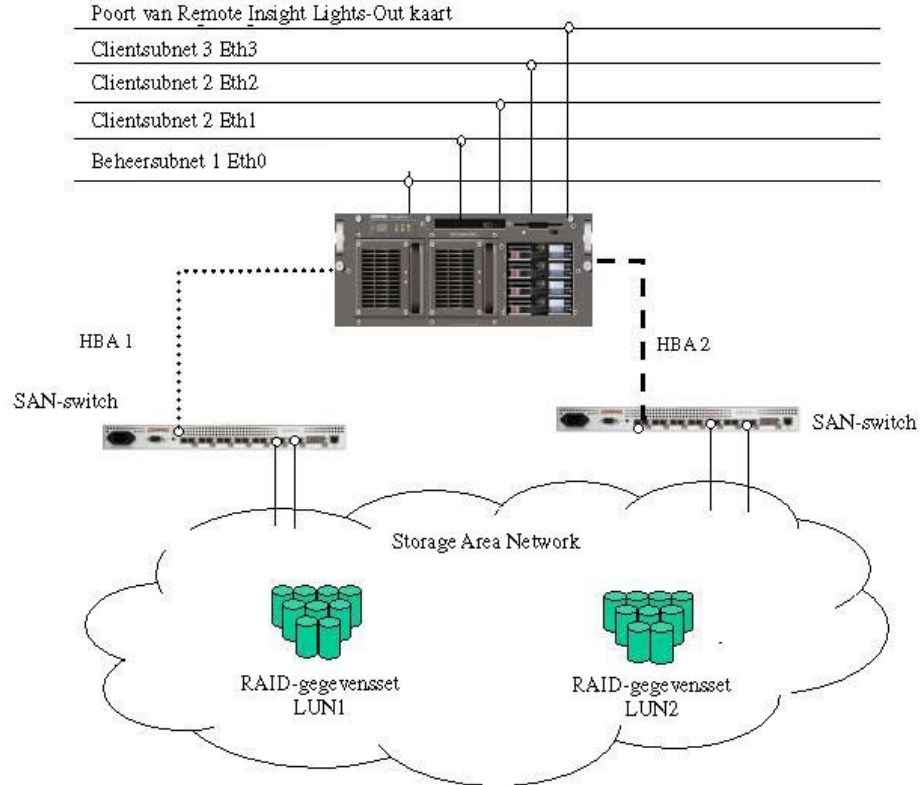 Poort van Remote Insight Lights-Out kaart
Clientsubnet 3 Eth3
Clientsubnet 2 Eth2
Clientsubnet 2 Eth1
Beheersubnet 1 Eth0
HBA 1
HBA 2
SAN-switch
SAN-switch
Storage Area Network
RAID-gegevensset
LUN1
RAID-gegevensset
LUN2